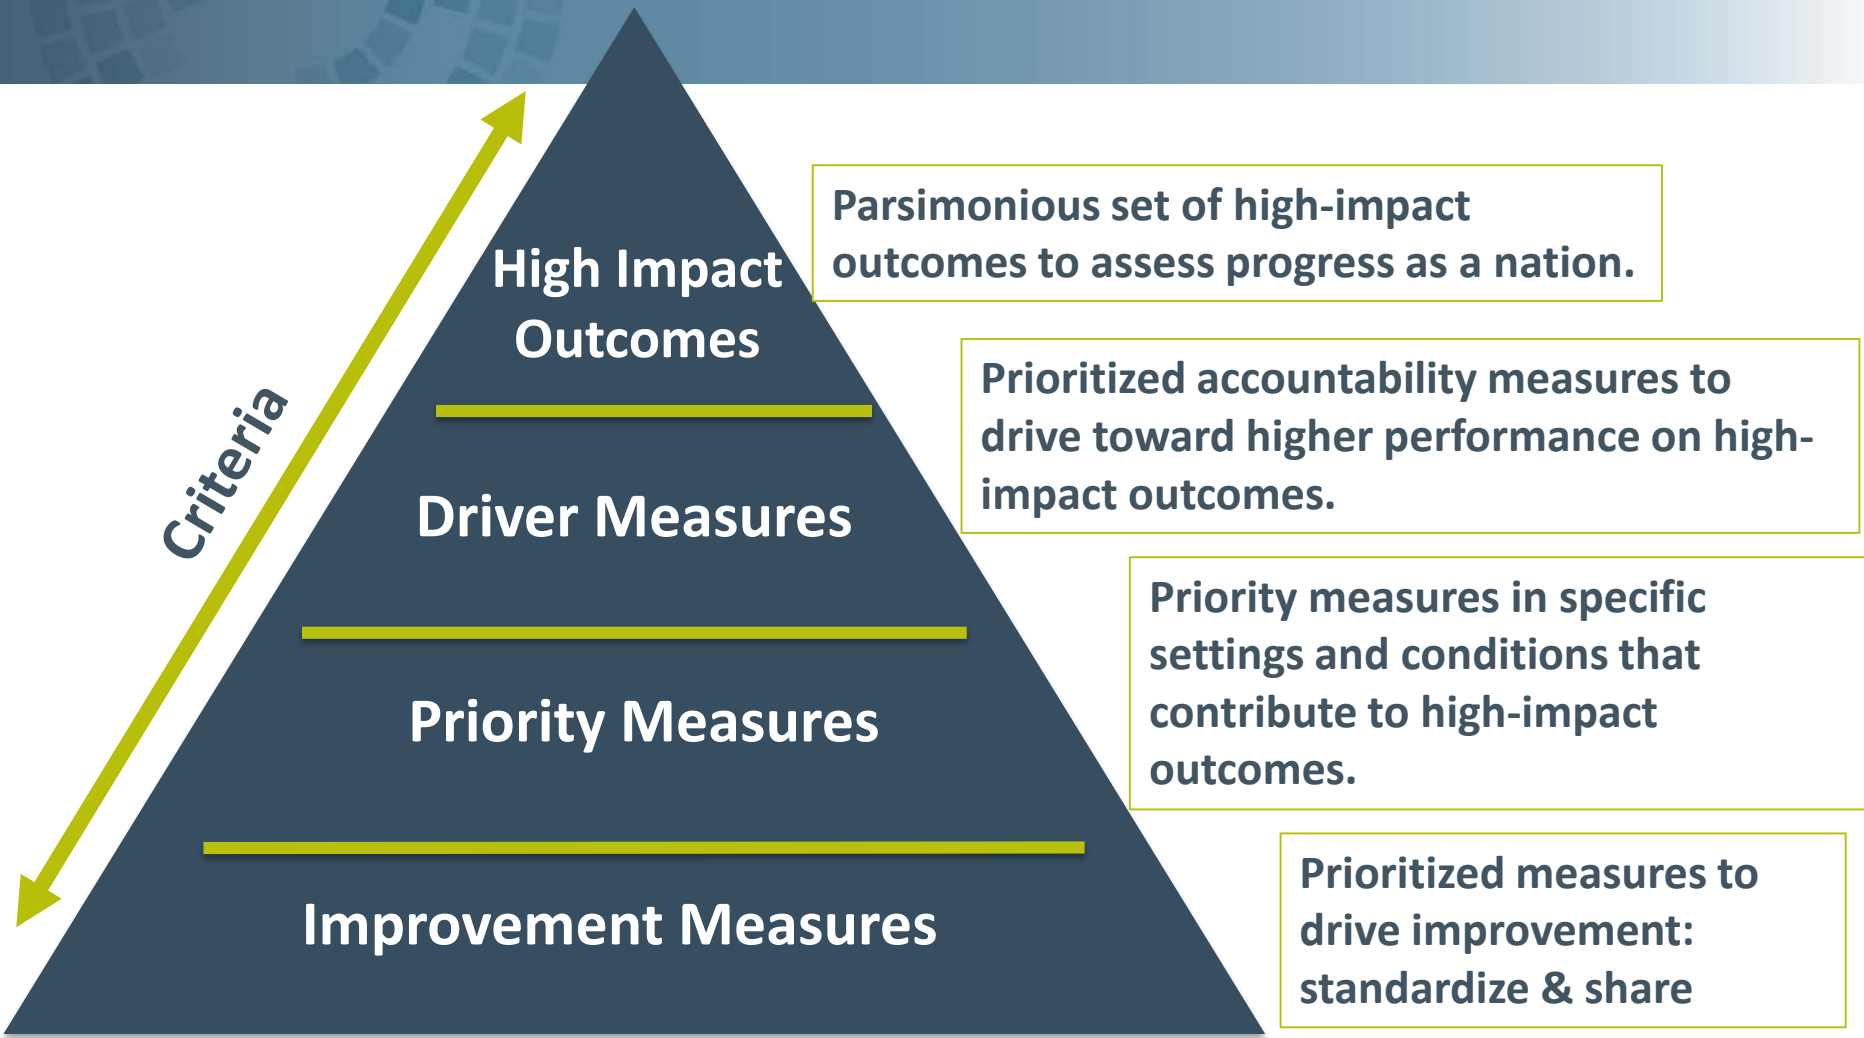 High Impact
Outcomes
Parsimonious set of high-impact
outcomes to assess progress as a nation.
Criteria
Driver Measures
Prioritized accountability measures to
drive toward higher performance on high-
impact outcomes.
Priority Measures
Priority measures in specific
settings and conditions that
contribute to high-impact
outcomes.
Improvement Measures
Prioritized measures to
drive improvement:
standardize & share